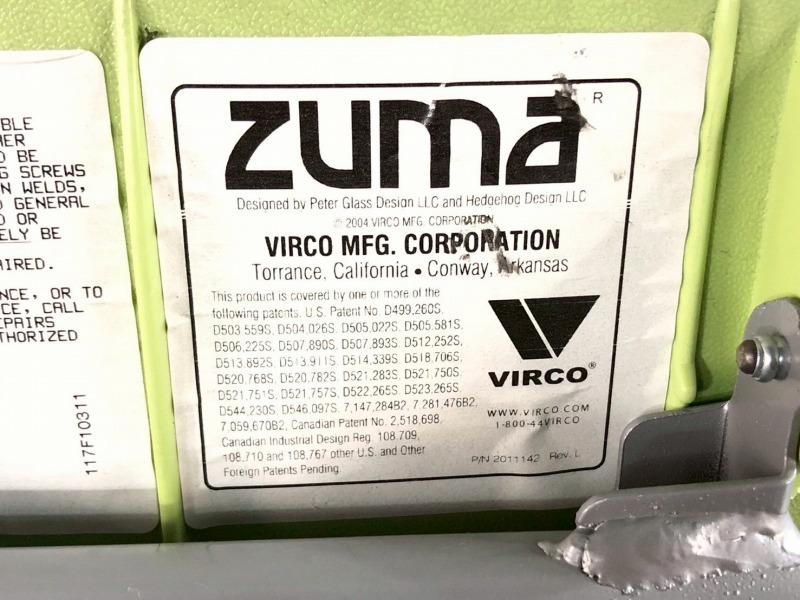 BLE
HER
O BE
G SCREWS
N WELDS,
O GENERAL
D OR
ELY BE
AIRED.
NCE, OR TO
CE, CALL
EPAIRS
THORIZED
117F10311
zuma R
Designed by Peter Glass Design LLC and Hedgehog Design LLC
© 2004 VIRCO MFG. CORPORATION
VIRCO MFG. CORPORATION
Torrance, California • Conway, Arkansas
This product is covered by one or more of the
following patents. U.S. Patent No. D499,260S,
D503,559S, D504,026S, D505,022S, D505,581S,
D506,225S, D507,890S, D507,893S, D512,252S,
D513,692S, D513,911S, D514,339S, D518,706S,
D520,768S, D520,782S, D521,283S, D521,750S,
D521,751S, D521,757S, D522,265S, D523,265S,
D544,230S, D546,097S, 7,147,284B2, 7,281,476B2,
7,059,670B2, Canadian Patent No. 2,518,698,
Canadian Industrial Design Reg. 108,709,
108,710 and 108,767 other U.S. and Other
Foreign Patents Pending.
VIRCO®
WWW.VIRCO.COM
1-800-44VIRCO
P/N 2011142 Rev. L